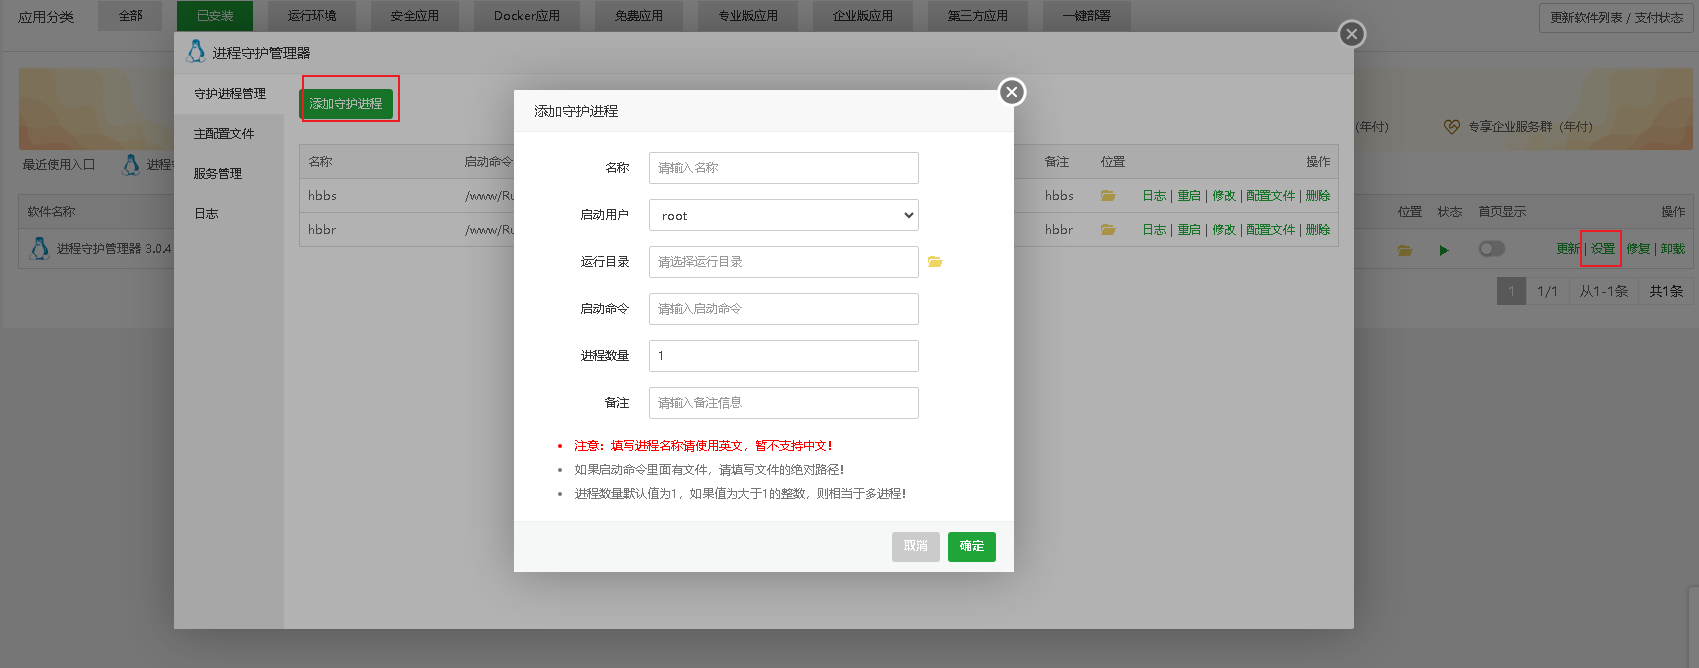 应用分类 全部 已安装 运行环境 安全应用 Docker应用 免费应用 专业版应用 企业版应用 第三方应用 一键部署 更新软件列表 / 支付状态
进程守护管理器
守护进程管理
主配置文件
服务管理
日志
添加守护进程
名称 启动命令 备注 位置 操作
hbbs /www/Ru hbbs 日志 | 重启 | 修改 | 配置文件 | 删除
hbbr /www/Ru hbbr 日志 | 重启 | 修改 | 配置文件 | 删除
添加守护进程
名称 请输入名称
启动用户 root
运行目录 请选择运行目录
启动命令 请输入启动命令
进程数量 1
备注 请输入备注信息
注意：填写进程名称请使用英文，暂不支持中文！
如果启动命令里面有文件，请填写文件的绝对路径！
进程数量默认值为1，如果值为大于1的整数，则相当于多进程！
取消 确定
(年付) 专享企业服务群 (年付)
最近使用入口 进程
软件名称 位置 状态 首页显示 操作
进程守护管理器 3.0.4 更新 | 设置 | 修复 | 卸载
1 1/1 从1-1条 共1条